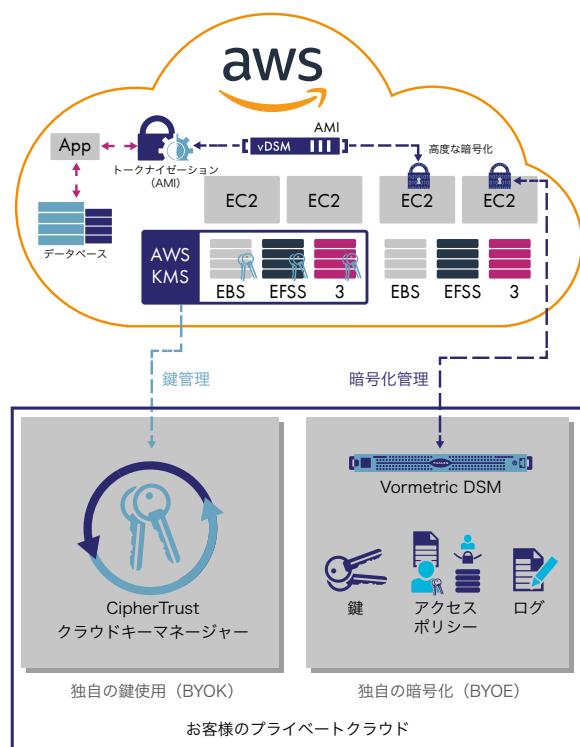 aws
AMI
App
vDSM
高度な暗号化
トークナイゼーション
（AMI）
EC2
EC2
EC2
EC2
データベース
AWS
KMS
EBS
EFSS
3
EBS
EFSS
3
鍵管理
暗号化管理
Vormetric DSM
CipherTrust
クラウドキーマネージャー
鍵
アクセス
ポリシー
ログ
独自の鍵使用（BYOK）
独自の暗号化（BYOE）
お客様のプライベートクラウド